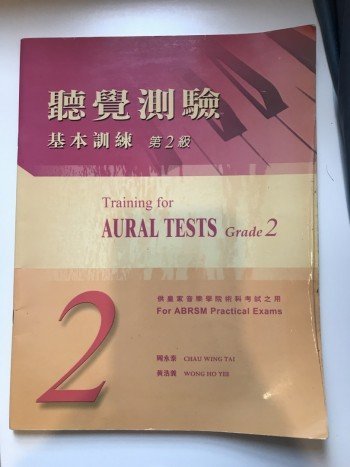 聽覺測驗
基本訓練 第2級
Training for
AURAL TESTS Grade 2
2
供皇家音樂學院術科考試之用
For ABRSM Practical Exams
周永泰 CHAU WING TAI
黃浩義 WONG HO YEE